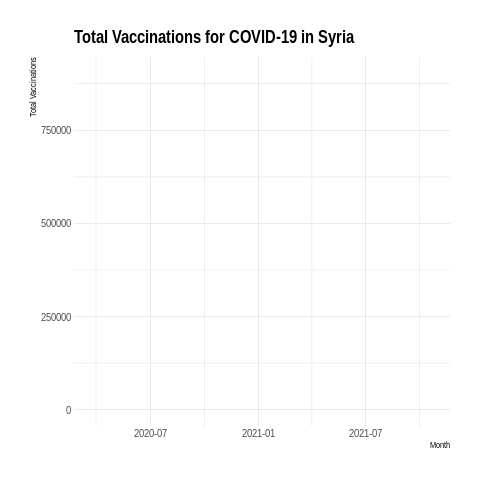 Total Vaccinations for COVID-19 in Syria
Total Vaccinations
750000
500000
250000
0
2020-07 2021-01 2021-07
Month